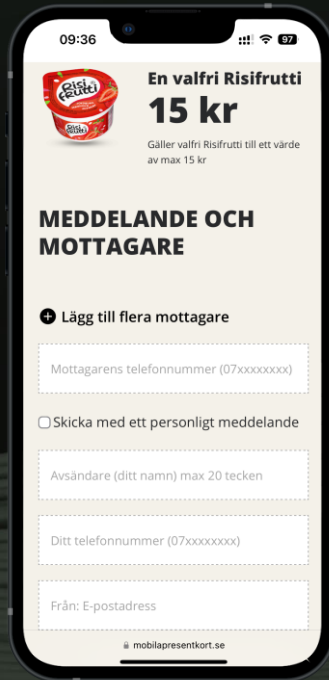 09:36
97
Risi
frutti
Risi
frutti
En valfri Risifrutti
15 kr
Gäller valfri Risifrutti till ett värde
av max 15 kr
MEDDELANDE OCH
MOTTAGARE
Lägg till flera mottagare
Mottagarens telefonnummer (07xxxxxxxx)
Skicka med ett personligt meddelande
Avsändare (ditt namn) max 20 tecken
Ditt telefonnummer (07xxxxxxxx)
Från: E-postadress
mobilapresentkort.se